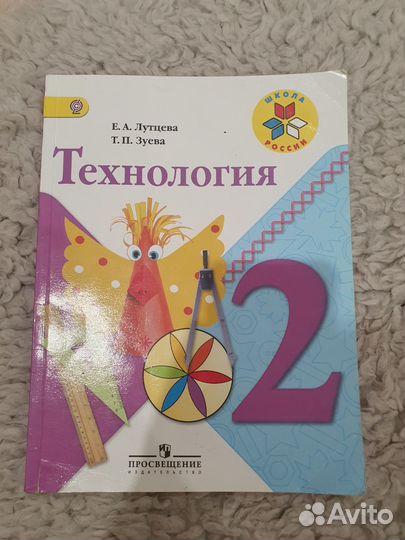 Е. А. Лутцева
Т. П. Зуева
ШКОЛА
РОССИИ
Технология
2
ПРОСВЕЩЕНИЕ
ИЗДАТЕЛЬСТВО
Avito